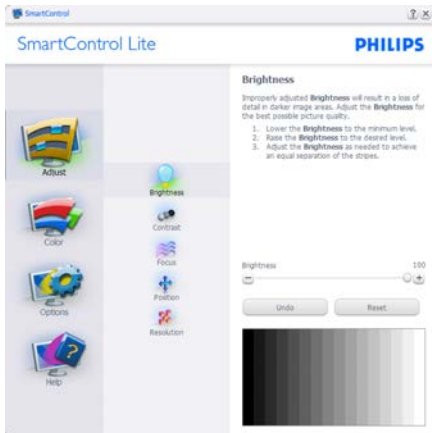 SmartControl
SmartControl Lite
PHILIPS
Adjust
Color
Options
Help
Brightness
Contrast
Focus
Position
Resolution
Brightness
Improperly adjusted Brightness will result in a loss of
detail in darker image areas. Adjust the Brightness for
the best possible picture quality.
1. Lower the Brightness to the minimum level.
2. Raise the Brightness to the desired level.
3. Adjust the Brightness as needed to achieve
an equal separation of the stripes.
Brightness 100
Undo Reset